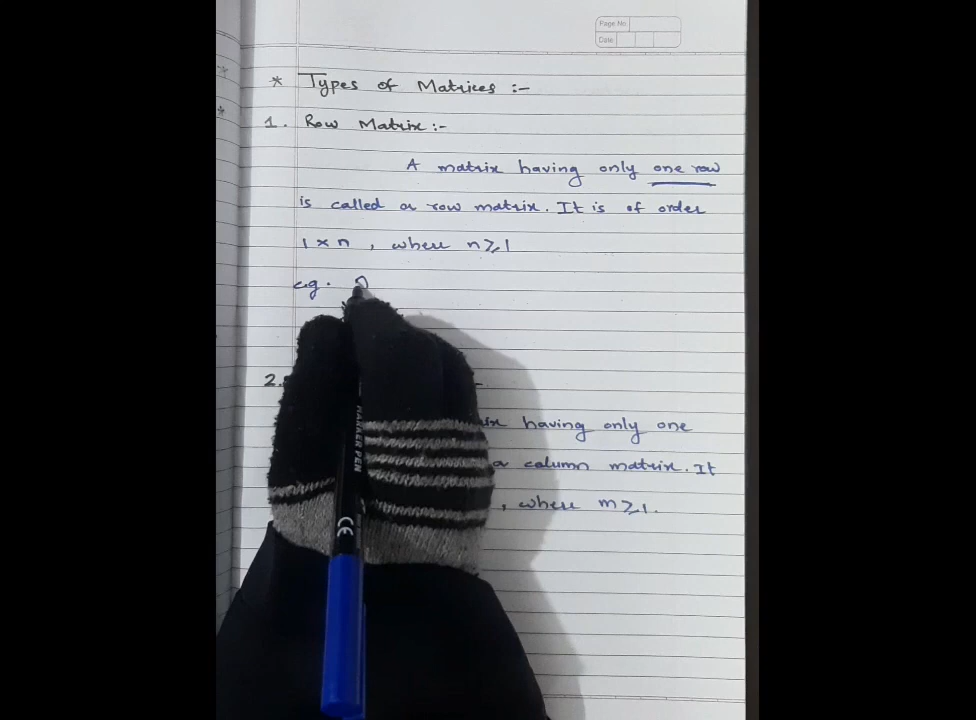 Page No
Date
* Types of Matrices :-
1. Row Matrix :-
A matrix having only one row
is called a row matrix. It is of order
1 × n , where n ⩾ 1
e.g.
2.
having only one
a column matrix. It
, where m ⩾ 1.
MARKER PEN
CE